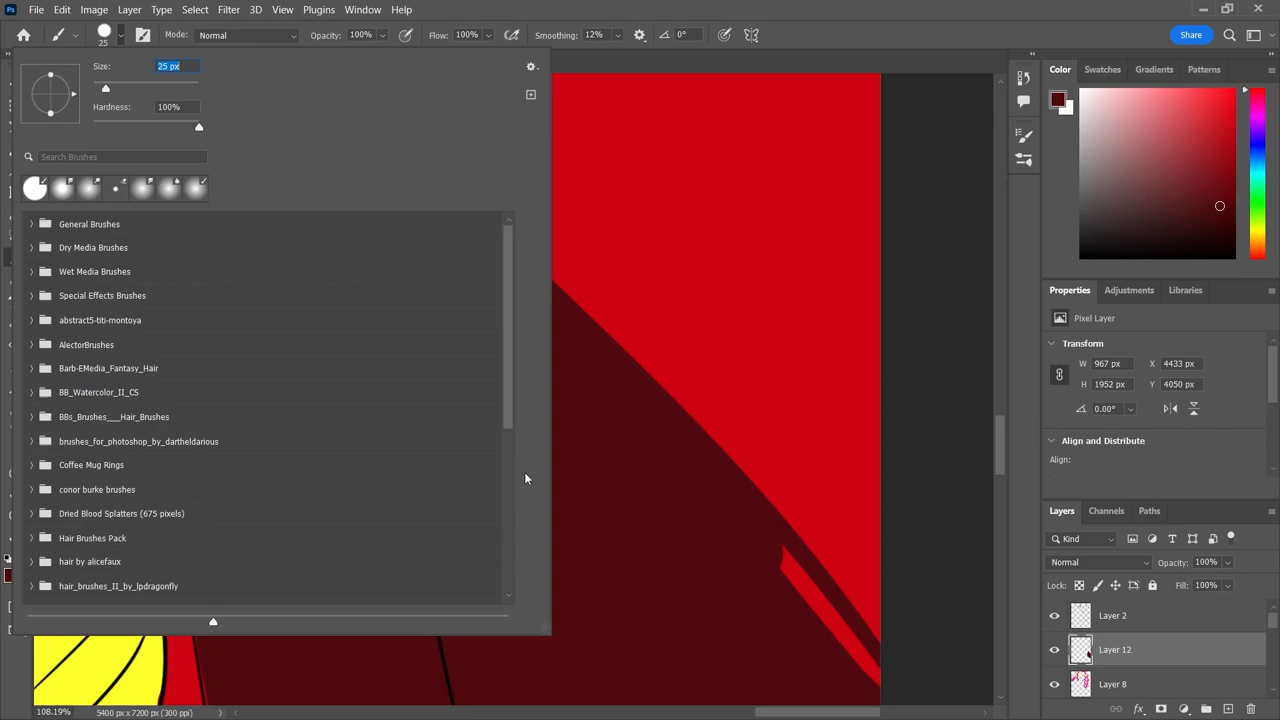 Ps File Edit Image Layer Type Select Filter 3D View Plugins Window Help
25 Mode: Normal Opacity: 100% Flow: 100% Smoothing: 12% 0° Share
Size: 25 px
Hardness: 100%
Search Brushes
General Brushes
Dry Media Brushes
Wet Media Brushes
Special Effects Brushes
abstract5-titi-montoya
AlectorBrushes
Barb-EMedia_Fantasy_Hair
BB_Watercolor_II_CS
BBs_Brushes___Hair_Brushes
brushes_for_photoshop_by_dartheldarious
Coffee Mug Rings
conor burke brushes
Dried Blood Splatters (675 pixels)
Hair Brushes Pack
hair by alicefaux
hair_brushes_II_by_lpdragonfly
108.19% 5400 px x 7200 px (300 ppi)
Color Swatches Gradients Patterns
Properties Adjustments Libraries
Pixel Layer
Transform
W 967 px X 4433 px
H 1952 px Y 4050 px
0.00°
Align and Distribute
Align:
Layers Channels Paths
Kind
Normal Opacity: 100%
Lock: Fill: 100%
Layer 2
Layer 12
Layer 8
fx